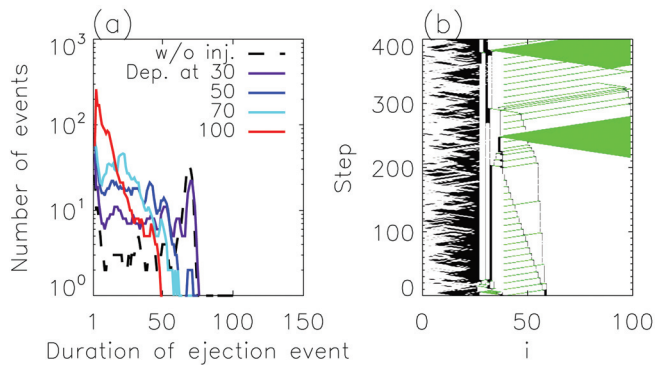 (a)
10³
10²
10¹
10⁰
Number of events
w/o inj.
Dep. at 30
50
70
100
1 50 100 150
Duration of ejection event
(b)
400
300
200
100
0
Step
0 50 100
i